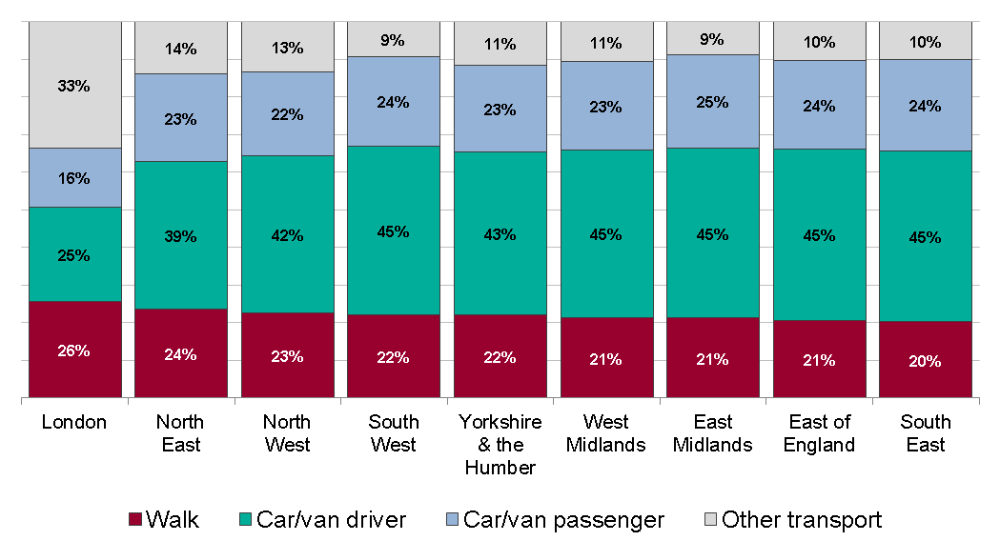 14% 13% 9% 11% 11% 9% 10% 10%
33%
23% 22% 24% 23% 23% 25% 24% 24%
16%
25% 39% 42% 45% 43% 45% 45% 45% 45%
26% 24% 23% 22% 22% 21% 21% 21% 20%
London North North South Yorkshire West East East of South
East West West & the Midlands Midlands England East
Humber
Walk Car/van driver Car/van passenger Other transport